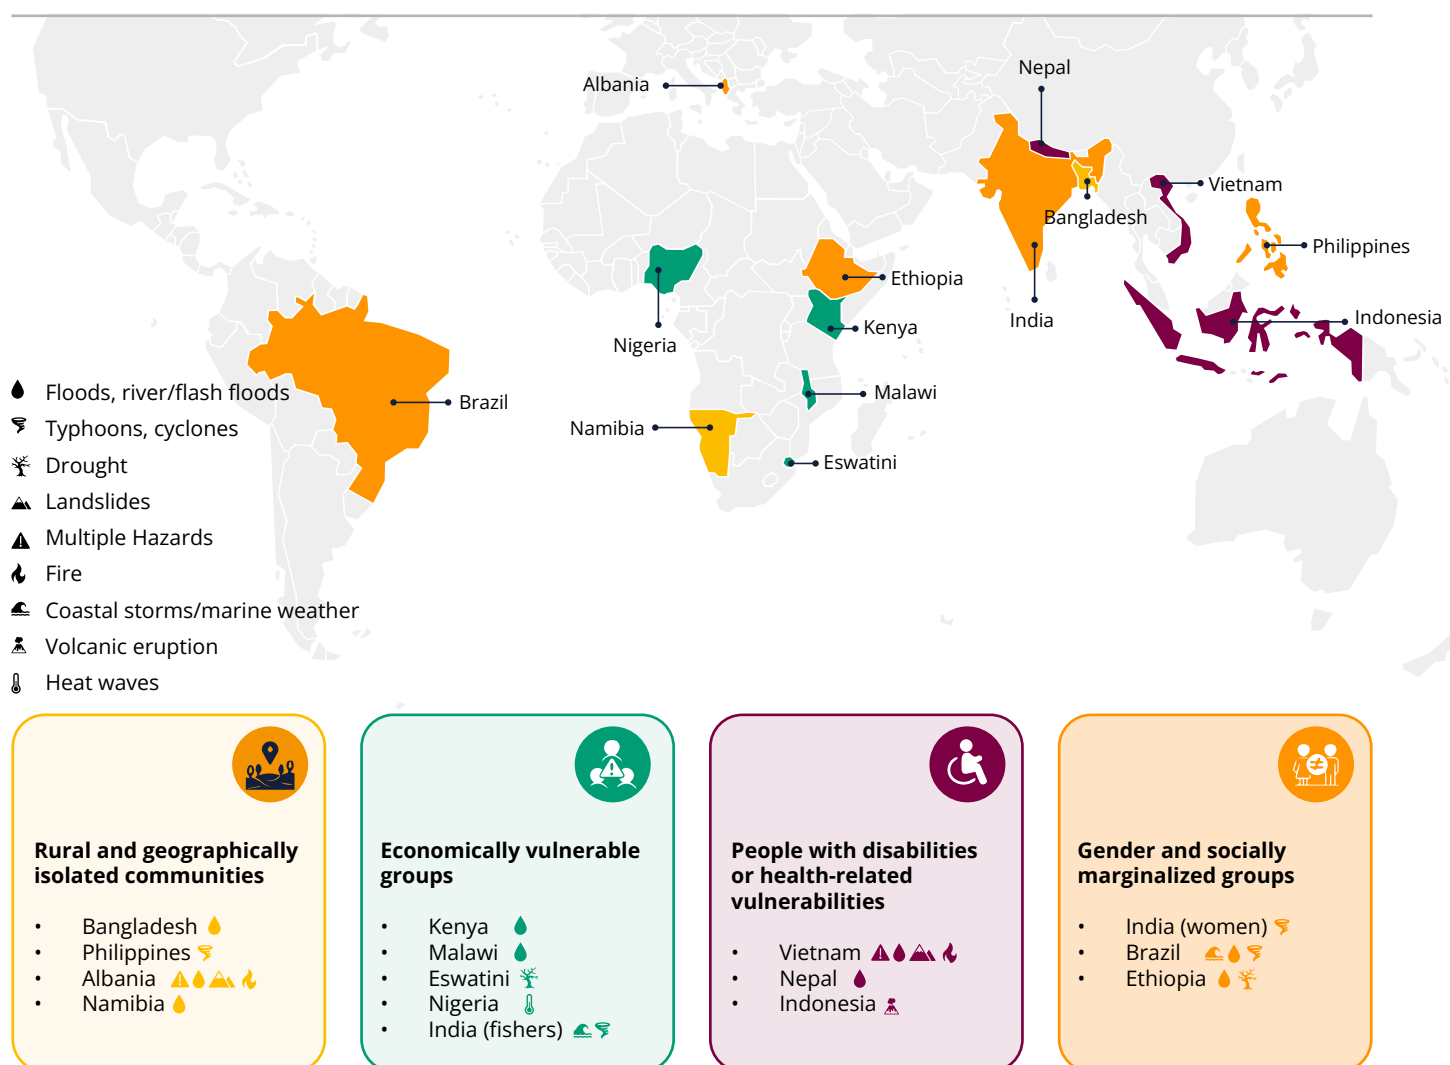 Nepal
Albania
Vietnam
Bangladesh
Philippines
Ethiopia
Indonesia
India
Kenya
Nigeria
Malawi
Brazil
Namibia
Eswatini
Floods, river/flash floods
Typhoons, cyclones
Drought
Landslides
Multiple Hazards
Fire
Coastal storms/marine weather
Volcanic eruption
Heat waves
Rural and geographically
isolated communities
• Bangladesh
• Philippines
• Albania
• Namibia
Economically vulnerable
groups
• Kenya
• Malawi
• Eswatini
• Nigeria
• India (fishers)
People with disabilities
or health-related
vulnerabilities
• Vietnam
• Nepal
• Indonesia
Gender and socially
marginalized groups
• India (women)
• Brazil
• Ethiopia